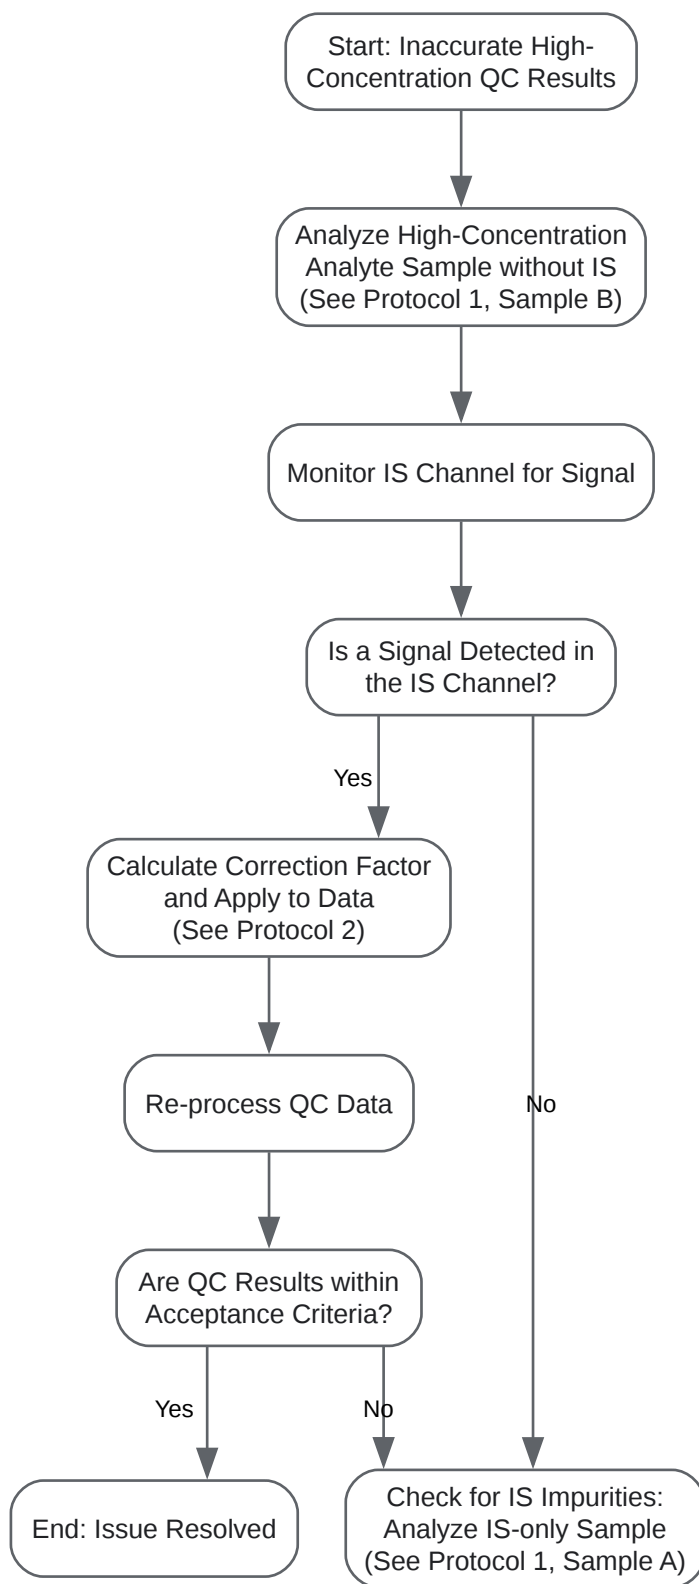 Start: Inaccurate High-
Concentration QC Results
Analyze High-Concentration
Analyte Sample without IS
(See Protocol 1, Sample B)
Monitor IS Channel for Signal
Is a Signal Detected in
the IS Channel?
Yes
Calculate Correction Factor
and Apply to Data
(See Protocol 2)
Re-process QC Data
No
Are QC Results within
Acceptance Criteria?
Yes
No
End: Issue Resolved
Check for IS Impurities:
Analyze IS-only Sample
(See Protocol 1, Sample A)